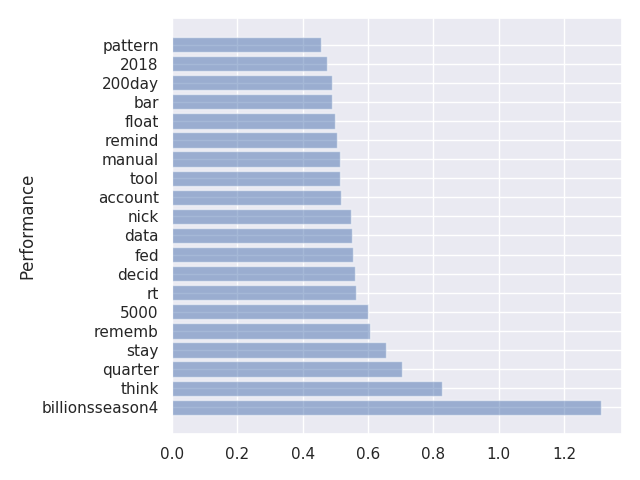 pattern
2018
200day
bar
float
remind
manual
tool
account
nick
data
fed
decid
rt
5000
rememb
stay
quarter
think
billionsseason4
Performance
0.0 0.2 0.4 0.6 0.8 1.0 1.2